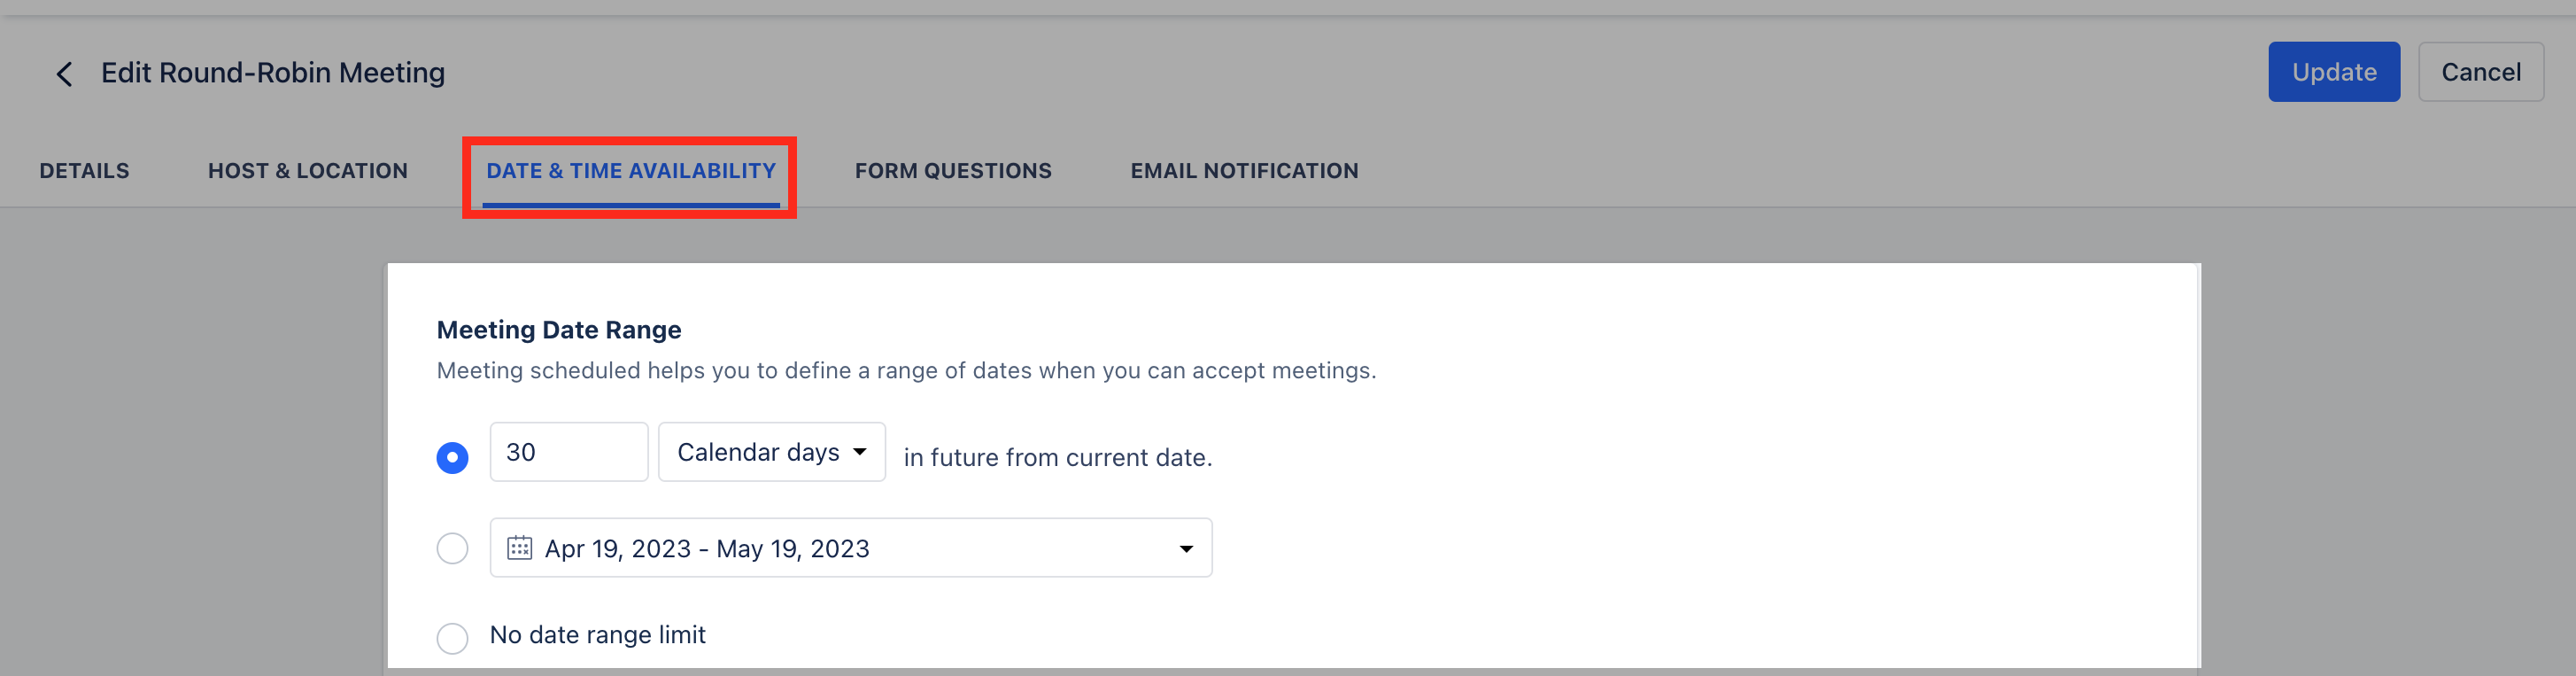 Edit Round-Robin Meeting
Update
Cancel
DETAILS
HOST & LOCATION
DATE & TIME AVAILABILITY
FORM QUESTIONS
EMAIL NOTIFICATION
Meeting Date Range
Meeting scheduled helps you to define a range of dates when you can accept meetings.
30 Calendar days in future from current date.
Apr 19, 2023 - May 19, 2023
No date range limit